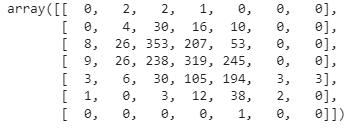 array([[  0,   2,   2,   1,   0,   0,   0],
       [  0,   4,  30,  16,  10,   0,   0],
       [  8,  26, 353, 207,  53,   0,   0],
       [  9,  26, 238, 319, 245,   0,   0],
       [  3,   6,  30, 105, 194,   3,   3],
       [  1,   0,   3,  12,  38,   2,   0],
       [  0,   0,   0,   0,   1,   0,   0]])